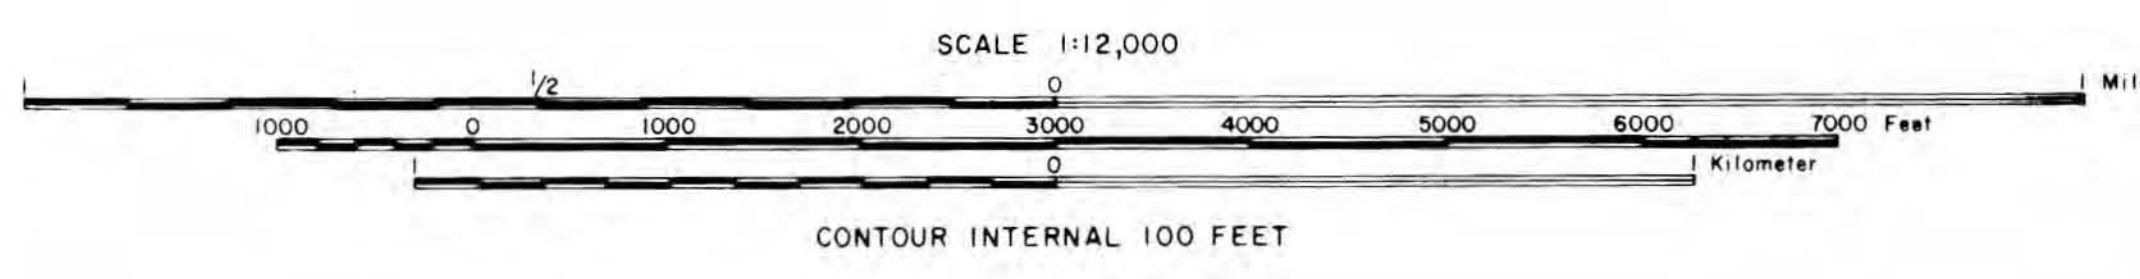 SCALE 1:12,000
1 1/2 0 1 Mil
1000 0 1000 2000 3000 4000 5000 6000 7000 Feet
1 0 1 Kilometer
CONTOUR INTERNAL 100 FEET